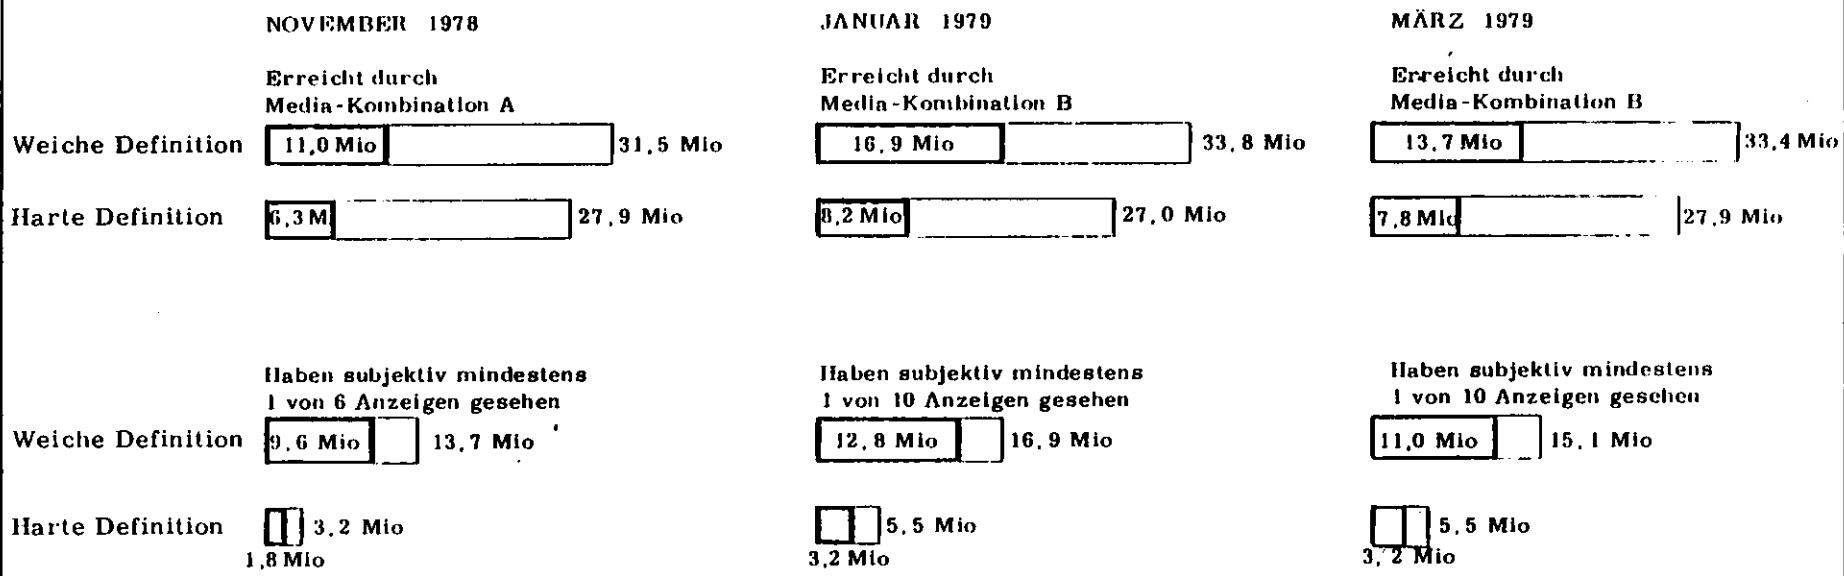 NOVEMBER 1978
JANUAR 1979
MÄRZ 1979
Erreicht durch
Media-Kombination A
Erreicht durch
Media-Kombination B
Erreicht durch
Media-Kombination B
Weiche Definition 11,0 Mio 31,5 Mio 16,9 Mio 33,8 Mio 13,7 Mio 33,4 Mio
Harte Definition 6,3 M 27,9 Mio 8,2 Mio 27,0 Mio 7,8 Mio 27,9 Mio
Haben subjektiv mindestens
1 von 6 Anzeigen gesehen
Haben subjektiv mindestens
1 von 10 Anzeigen gesehen
Haben subjektiv mindestens
1 von 10 Anzeigen gesehen
Weiche Definition 9,6 Mio 13,7 Mio 12,8 Mio 16,9 Mio 11,0 Mio 15,1 Mio
Harte Definition 3,2 Mio 5,5 Mio 5,5 Mio
1,8 Mio 3,2 Mio 3,2 Mio